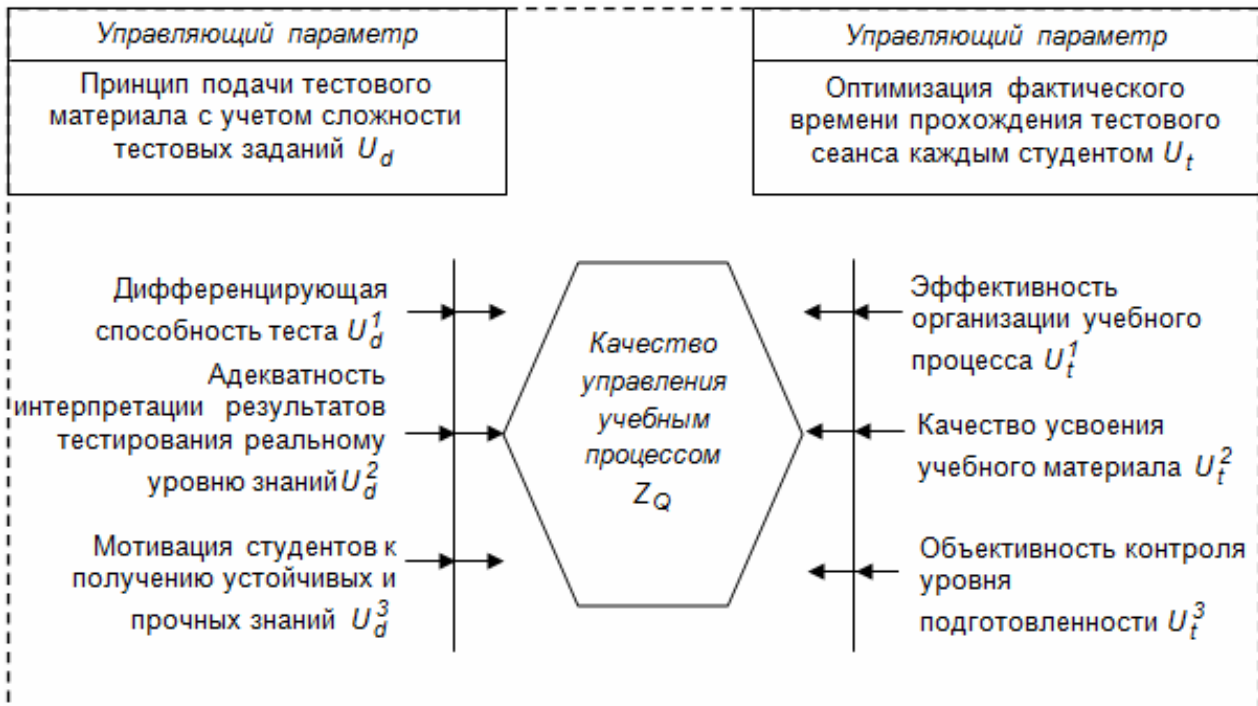 Управляющий параметр
Принцип подачи тестового
материала с учетом сложности
тестовых заданий U_d
Управляющий параметр
Оптимизация фактического
времени прохождения тестового
сеанса каждым студентом U_t
Дифференцирующая
способность теста U_d^1
Адекватность
интерпретации результатов
тестирования реальному
уровню знаний U_d^2
Мотивация студентов к
получению устойчивых и
прочных знаний U_d^3
Качество
управления
учебным
процессом
Z_Q
Эффективность
организации учебного
процесса U_t^1
Качество усвоения
учебного материала U_t^2
Объективность контроля
уровня
подготовленности U_t^3